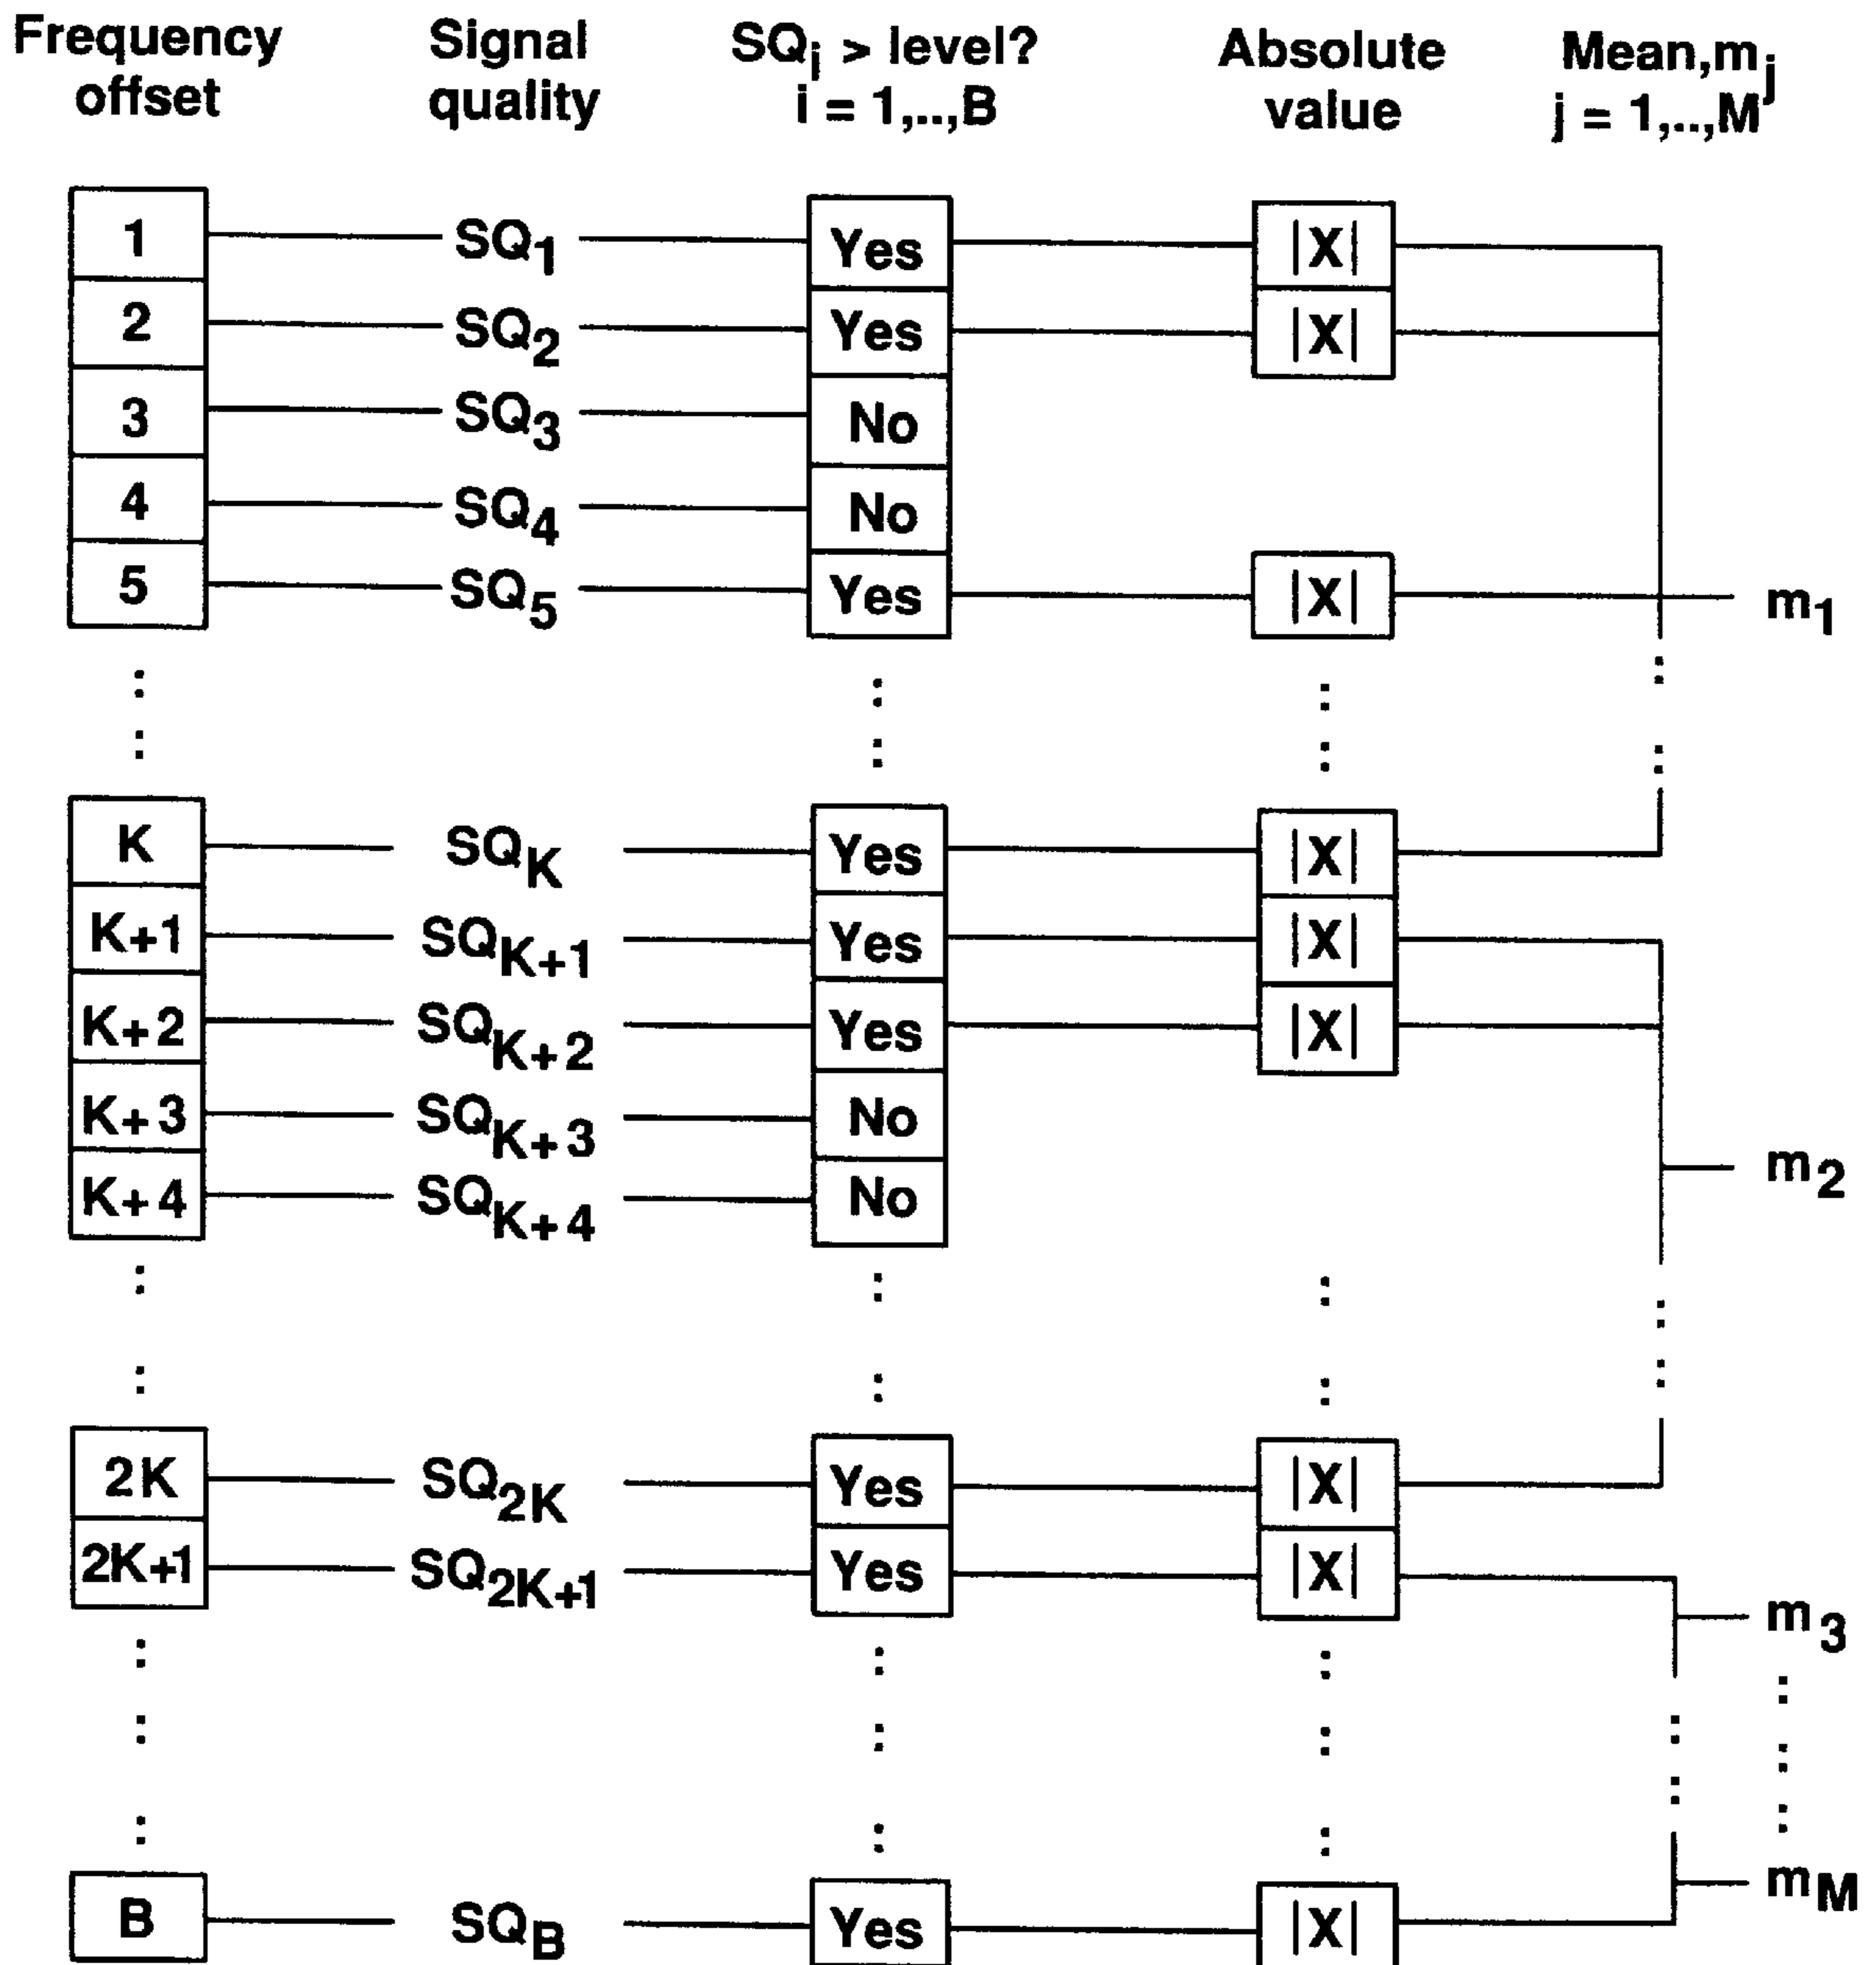 Frequency offset Signal quality SQi > level? i = 1,..,B Absolute value Mean,mj j = 1,..,M
1 SQ1 Yes |X|
2 SQ2 Yes |X|
3 SQ3 No
4 SQ4 No
5 SQ5 Yes |X| m1
K SQK Yes |X|
K+1 SQK+1 Yes |X|
K+2 SQK+2 Yes |X|
K+3 SQK+3 No
K+4 SQK+4 No
m2
2K SQ2K Yes |X|
2K+1 SQ2K+1 Yes |X|
m3
mM
B SQB Yes |X|